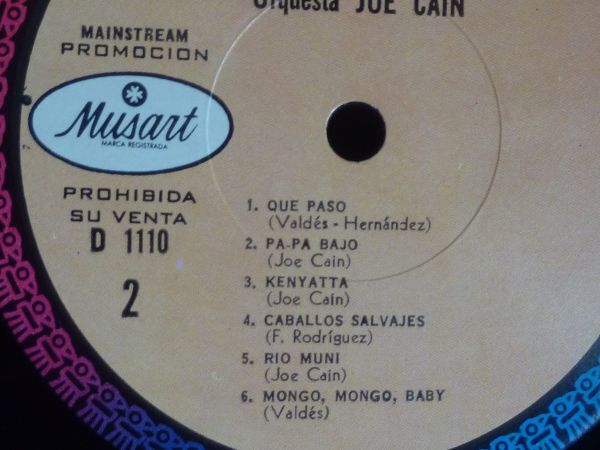 Orquesta JOE CAIN
MAINSTREAM
PROMOCION
Musart
MARCA REGISTRADA
PROHIBIDA
SU VENTA
D 1110
2
1. QUE PASO
(Valdés - Hernández)
2. PA-PA BAJO
(Joe Cain)
3. KENYATTA
(Joe Cain)
4. CABALLOS SALVAJES
(F. Rodríguez)
5. RIO MUNI
(Joe Cain)
6. MONGO, MONGO, BABY
(Valdés)